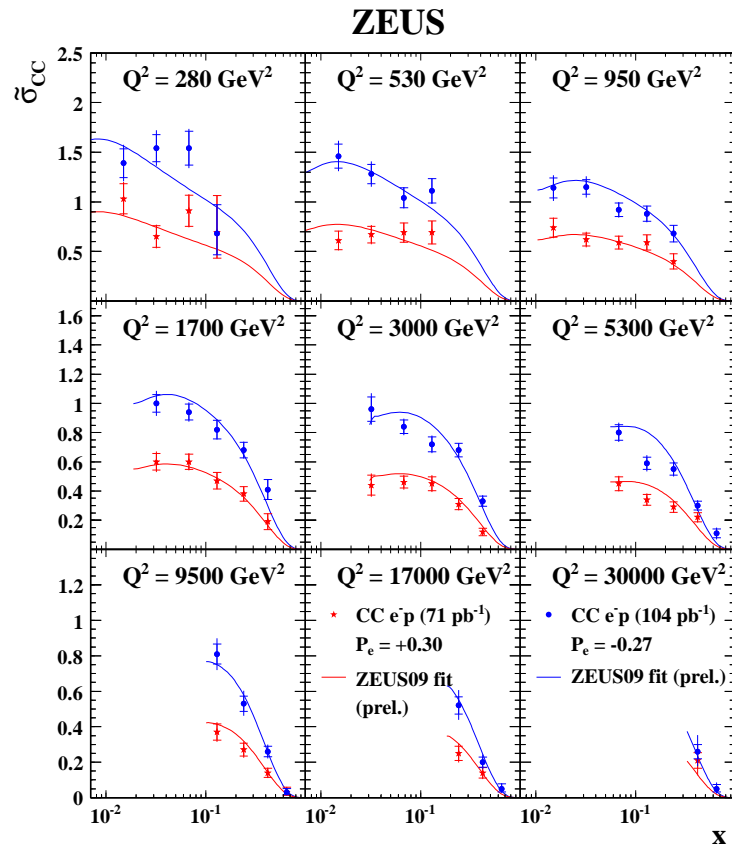 ZEUS
σ̃CC
Q² = 280 GeV²
Q² = 530 GeV²
Q² = 950 GeV²
2.5
2
1.5
1
0.5
Q² = 1700 GeV²
Q² = 3000 GeV²
Q² = 5300 GeV²
1.6
1.4
1.2
1
0.8
0.6
0.4
0.2
Q² = 9500 GeV²
Q² = 17000 GeV²
Q² = 30000 GeV²
1.2
1
0.8
0.6
0.4
0.2
0
CC e⁻p (71 pb⁻¹)
Pₑ = +0.30
ZEUS09 fit
(prel.)
CC e⁻p (104 pb⁻¹)
Pₑ = -0.27
ZEUS09 fit (prel.)
10⁻² 10⁻¹ 10⁻² 10⁻¹ 10⁻² 10⁻¹
x